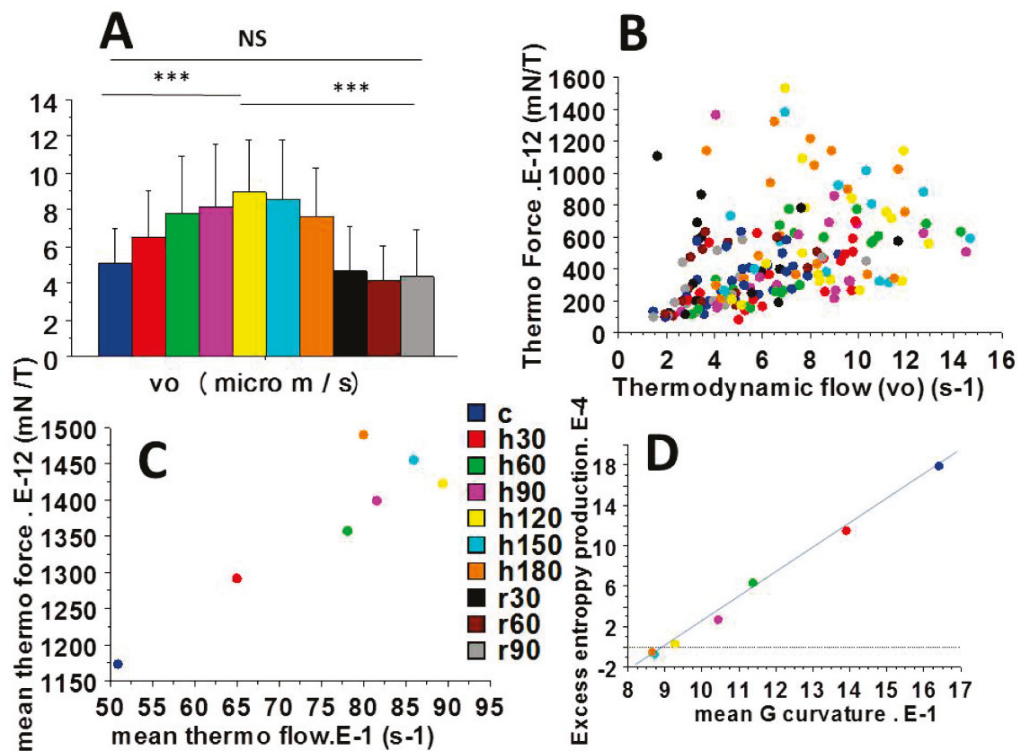 A
NS
***
***
14
12
10
8
6
4
2
0
vo ( micro m / s)
B
Thermo Force .E-12 (mN/T)
1600
1400
1200
1000
800
600
400
200
0
0 2 4 6 8 10 12 14 16
Thermodynamic flow (vo) (s-1)
C
mean thermo force . E-12 (mN /T)
1500
1450
1400
1350
1300
1250
1200
1150
50 55 60 65 70 75 80 85 90 95
mean thermo flow.E-1 (s-1)
c
h30
h60
h90
h120
h150
h180
r30
r60
r90
D
Excess entroppy production. E-4
18
14
10
6
2
-2
8 9 10 11 12 13 14 15 16 17
mean G curvature . E-1